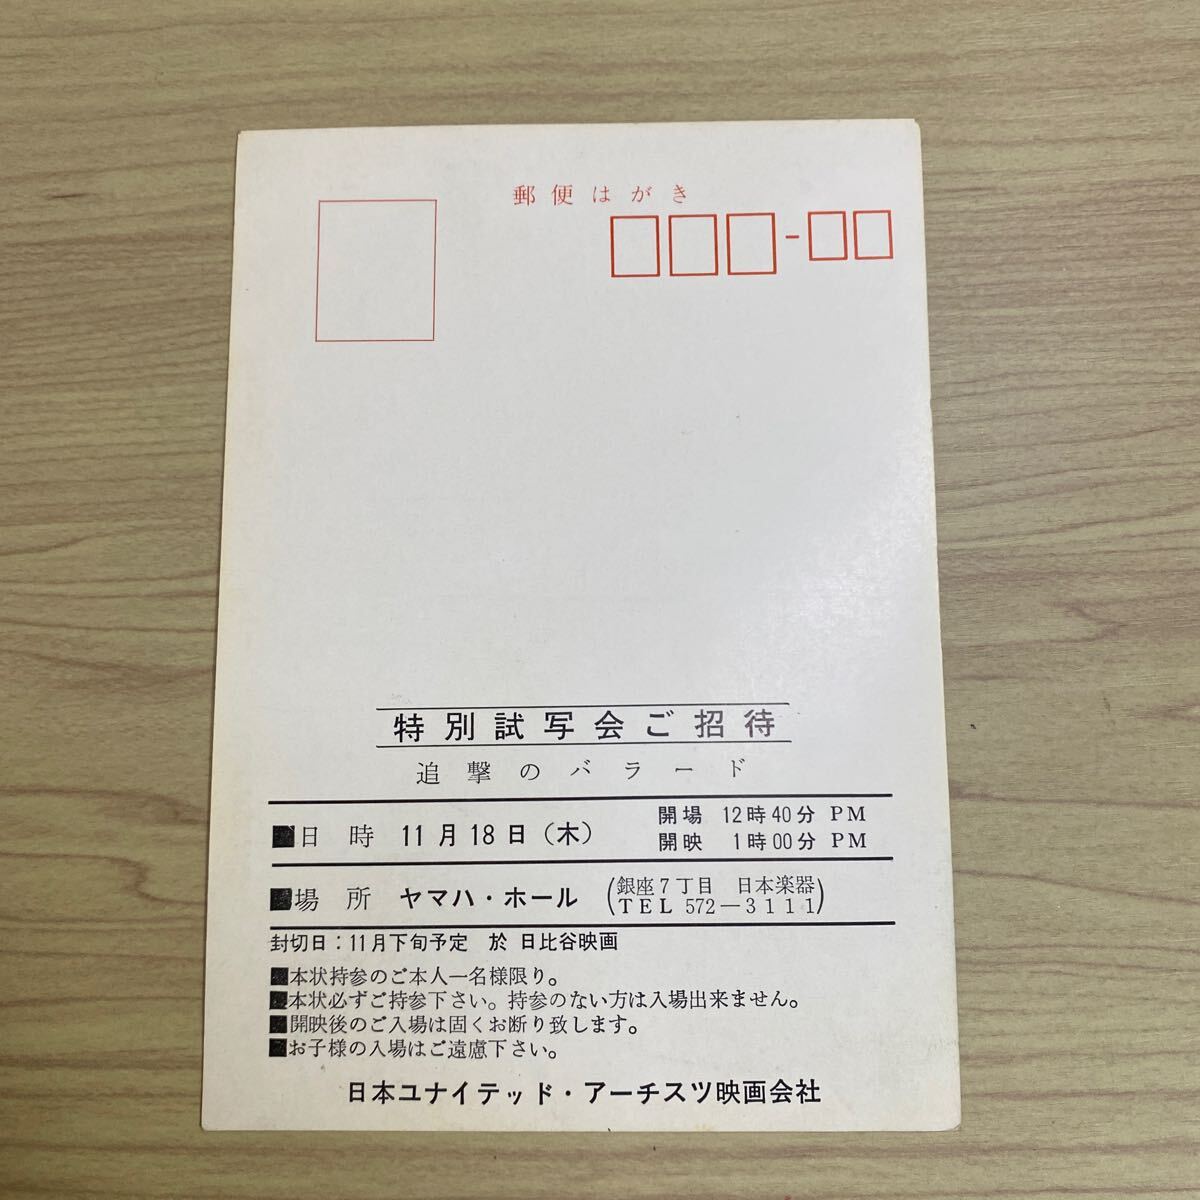 郵便はがき
特別試写会ご招待
追撃のバラード
■日時 11月18日(木) 開場 12時40分 PM
開映 1時00分 PM
■場所 ヤマハ・ホール (銀座7丁目 日本楽器
TEL 572—3111)
封切日:11月下旬予定 於 日比谷映画
■本状持参のご本人一名様限り。
■本状必ずご持参下さい。持参のない方は入場出来ません。
■開映後のご入場は固くお断り致します。
■お子様の入場はご遠慮下さい。
日本ユナイテッド・アーチスツ映画会社